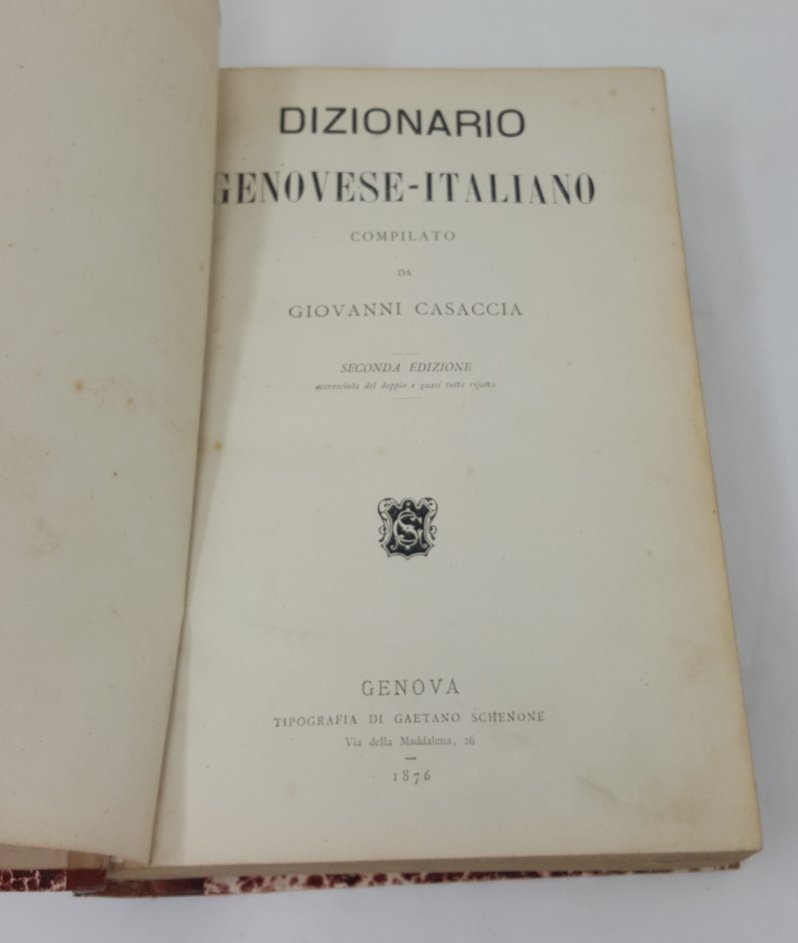 DIZIONARIO
GENOVESE-ITALIANO
COMPILATO
DA
GIOVANNI CASACCIA
SECONDA EDIZIONE
accresciuta del doppio e quasi tutta rifatta
GENOVA
TIPOGRAFIA DI GAETANO SCHENONE
Via della Maddalena, 26
1876